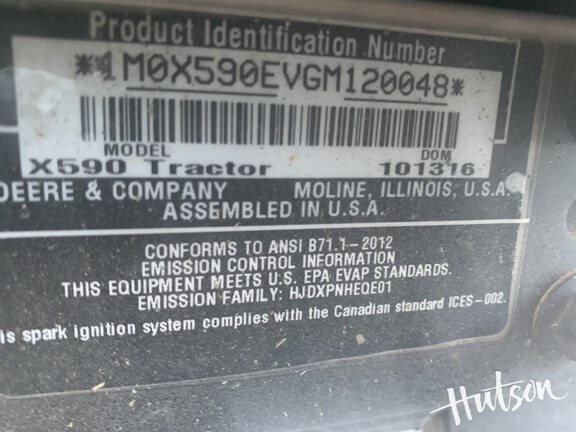 Product Identification Number
*1M0X590EVGM120048*
MODEL DOM
X590 Tractor 101316
DEERE & COMPANY MOLINE, ILLINOIS, U.S.A.
ASSEMBLED IN U.S.A.
CONFORMS TO ANSI B71.1-2012
EMISSION CONTROL INFORMATION
THIS EQUIPMENT MEETS U.S. EPA EVAP STANDARDS.
EMISSION FAMILY: HJDXPNHEQE01
is spark ignition system complies with the Canadian standard ICES-002.
Hutson